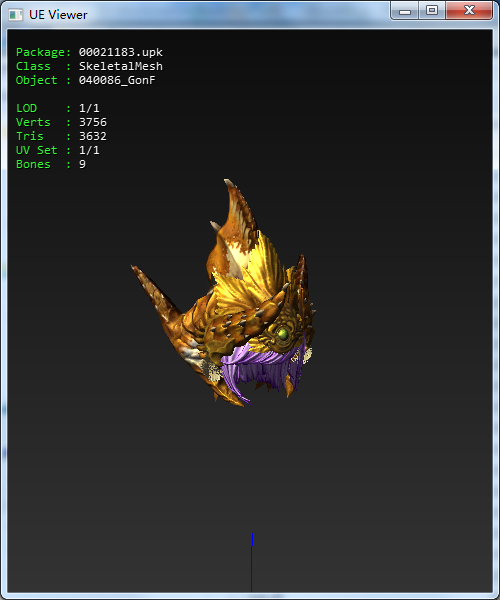 UE Viewer
Package: 00021183.upk
Class : SkeletalMesh
Object : 040086_GonF
LOD : 1/1
Verts : 3756
Tris : 3632
UV Set : 1/1
Bones : 9